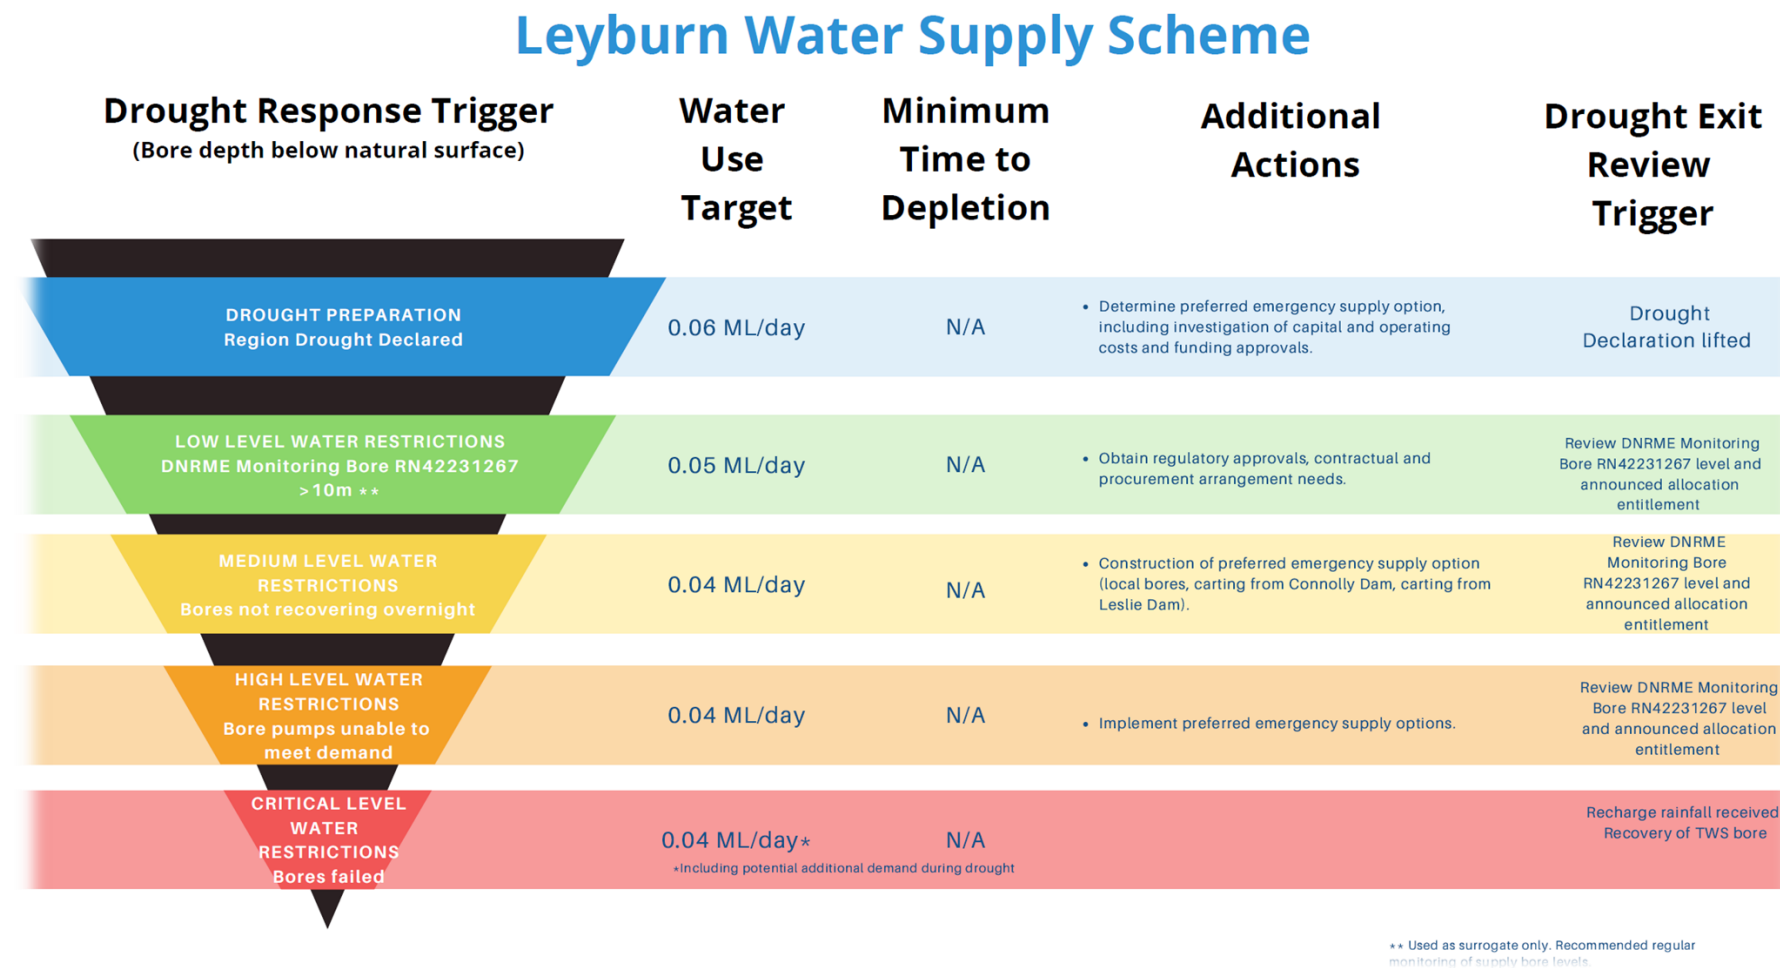 Leyburn Water Supply Scheme
Drought Response Trigger
(Bore depth below natural surface)
Water
Use
Target
Minimum
Time to
Depletion
Additional
Actions
Drought Exit
Review
Trigger
DROUGHT PREPARATION
Region Drought Declared
0.06 ML/day
N/A
• Determine preferred emergency supply option,
including investigation of capital and operating
costs and funding approvals.
Drought
Declaration lifted
LOW LEVEL WATER RESTRICTIONS
DNRME Monitoring Bore RN42231267
>10m **
0.05 ML/day
N/A
• Obtain regulatory approvals, contractual and
procurement arrangement needs.
Review DNRME Monitoring
Bore RN42231267 level and
announced allocation
entitlement
MEDIUM LEVEL WATER
RESTRICTIONS
Bores not recovering overnight
0.04 ML/day
N/A
• Construction of preferred emergency supply option
(local bores, carting from Connolly Dam, carting from
Leslie Dam).
Review DNRME
Monitoring Bore
RN42231267 level and
announced allocation
entitlement
HIGH LEVEL WATER
RESTRICTIONS
Bore pumps unable to
meet demand
0.04 ML/day
N/A
• Implement preferred emergency supply options.
Review DNRME Monitoring
Bore RN42231267 level
and announced allocation
entitlement
CRITICAL LEVEL
WATER
RESTRICTIONS
Bores failed
0.04 ML/day*
N/A
*Including potential additional demand during drought
Recharge rainfall received
Recovery of TWS bore
** Used as surrogate only. Recommended regular
monitoring of supply bore levels.